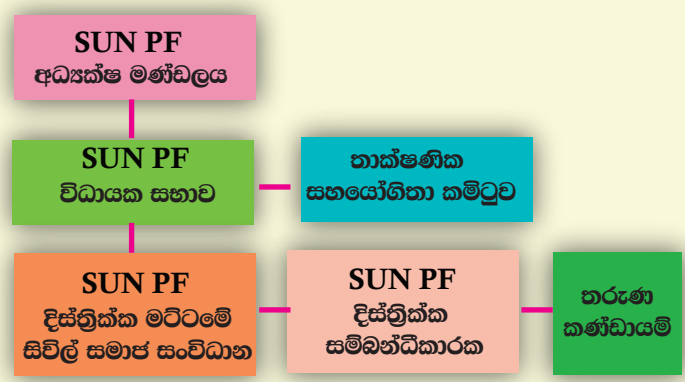 SUN PF
අධ්‍යක්ෂ මණ්ඩලය
SUN PF
විධායක සභාව
තාක්ෂණික
සහයෝගිතා කමිටුව
SUN PF
දිස්ත්‍රික්ක මට්ටමේ
සිවිල් සමාජ සංවිධාන
SUN PF
දිස්ත්‍රික්ක
සම්බන්ධීකාරක
තරුණ
කණ්ඩායම්